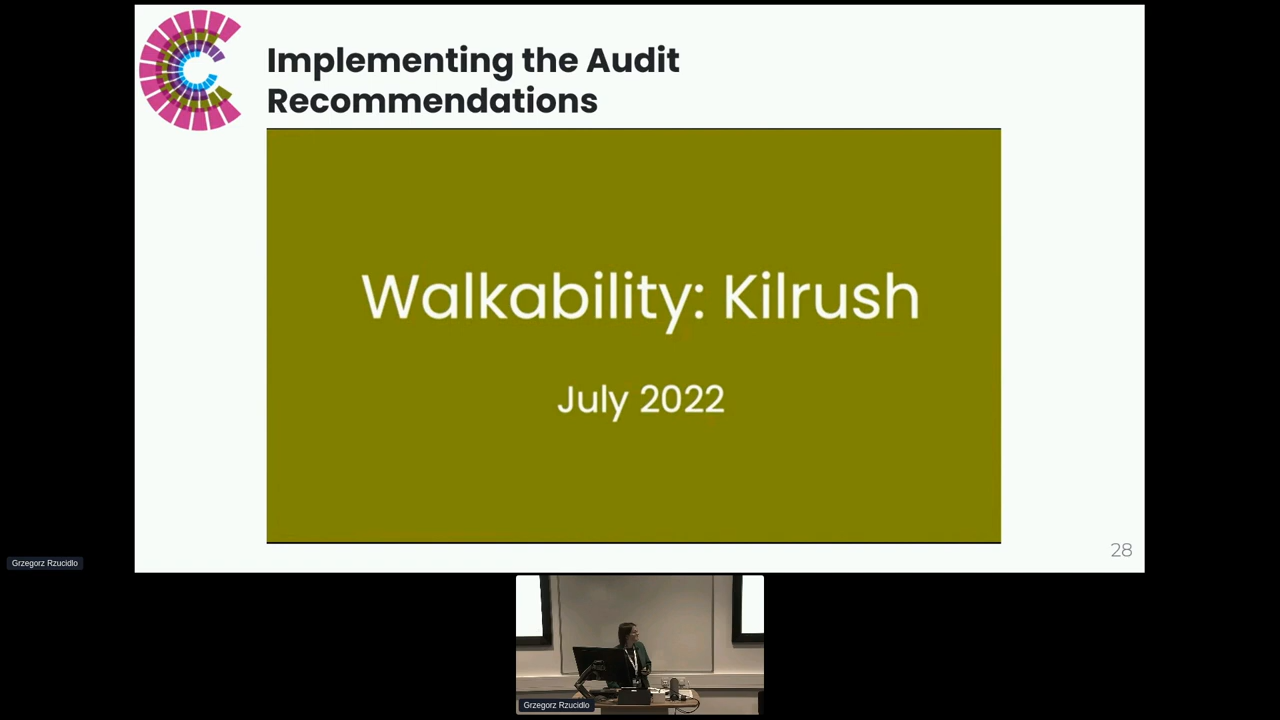 Implementing the Audit
Recommendations
Walkability: Kilrush
July 2022
28
Grzegorz Rzucidlo
Grzegorz Rzucidlo